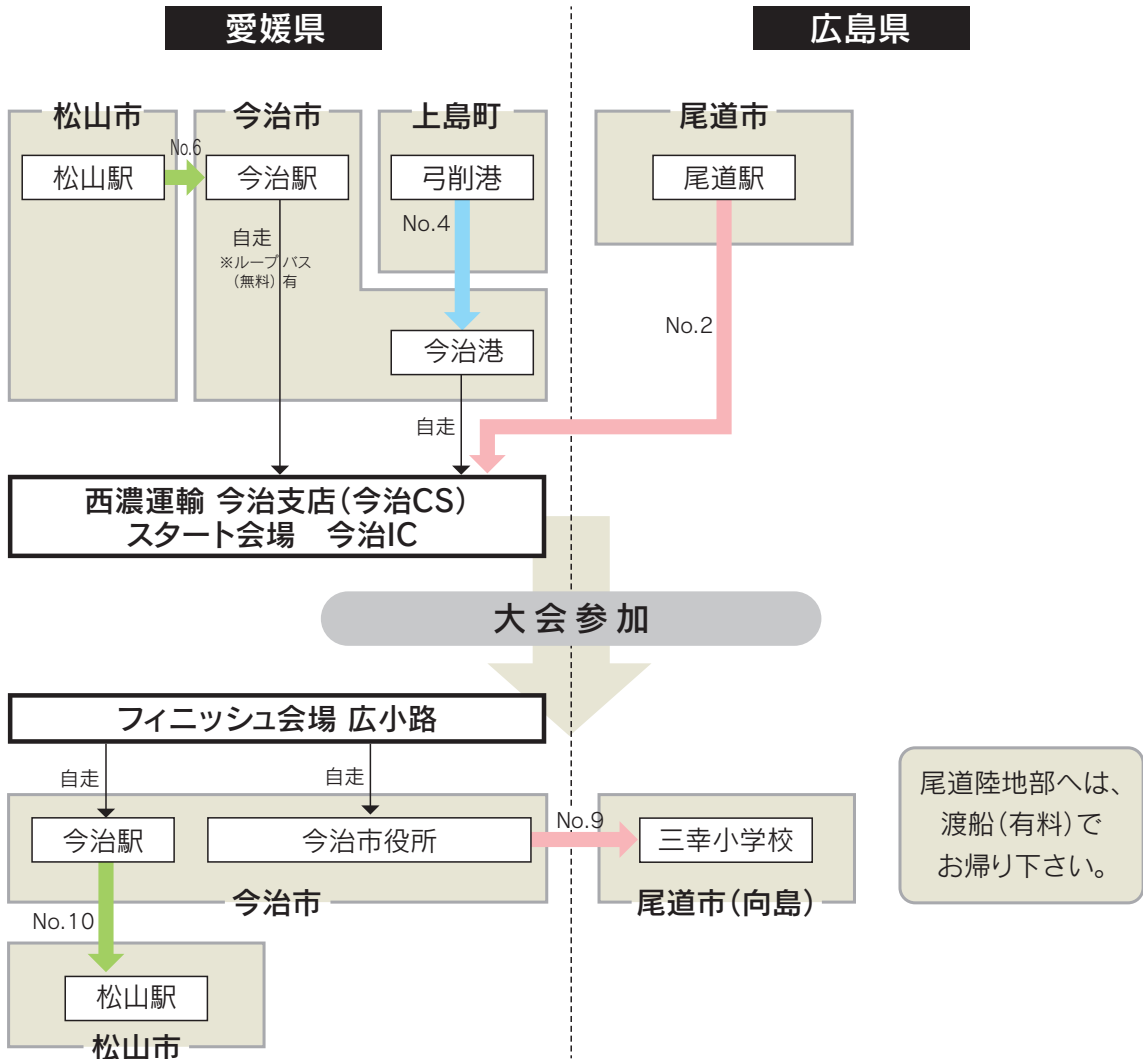 愛媛県
広島県
松山市
今治市
上島町
尾道市
松山駅
No.6
今治駅
弓削港
尾道駅
自走
※ループバス
(無料)有
No.4
今治港
No.2
自走
西濃運輸 今治支店(今治CS)
スタート会場 今治IC
大会参加
フィニッシュ会場 広小路
自走
自走
今治駅
今治市役所
No.9
三幸小学校
今治市
尾道市(向島)
尾道陸地部へは、
渡船(有料)で
お帰り下さい。
No.10
松山駅
松山市